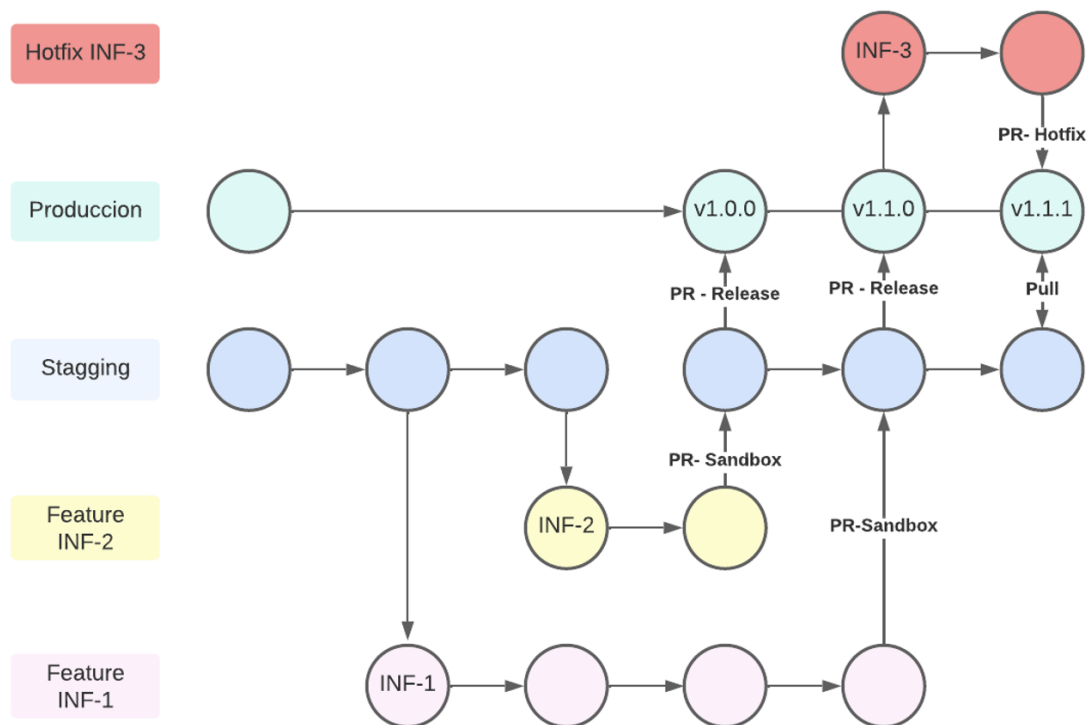 Hotfix INF-3
INF-3
PR- Hotfix
Produccion
v1.0.0
v1.1.0
v1.1.1
PR - Release
PR - Release
Pull
Stagging
PR- Sandbox
Feature
INF-2
INF-2
PR-Sandbox
Feature
INF-1
INF-1